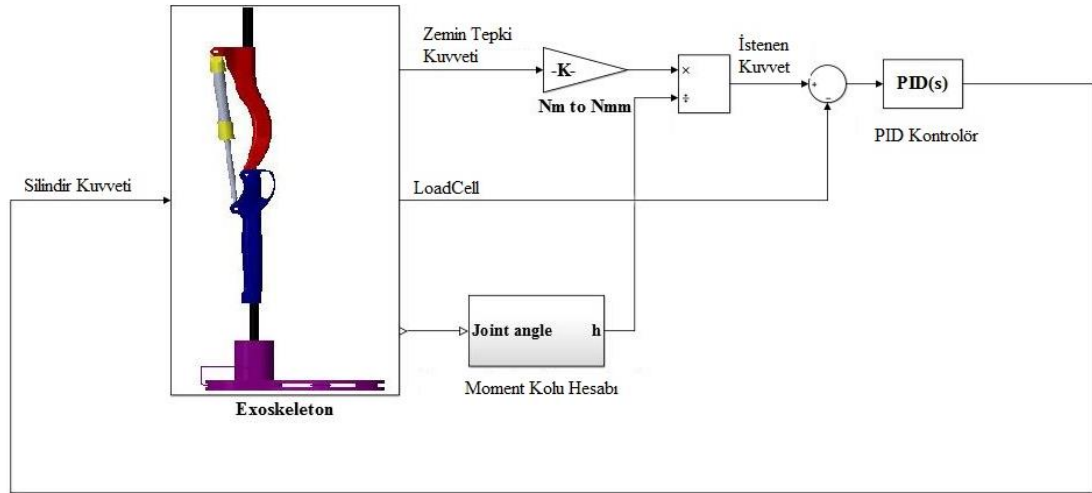 Zemin Tepki
Kuvveti
-K-
Nm to Nmm
×
÷
İstenen
Kuvvet
+
-
PID(s)
PID Kontrolör
Silindir Kuvveti
LoadCell
Joint angle h
Moment Kolu Hesabı
Exoskeleton